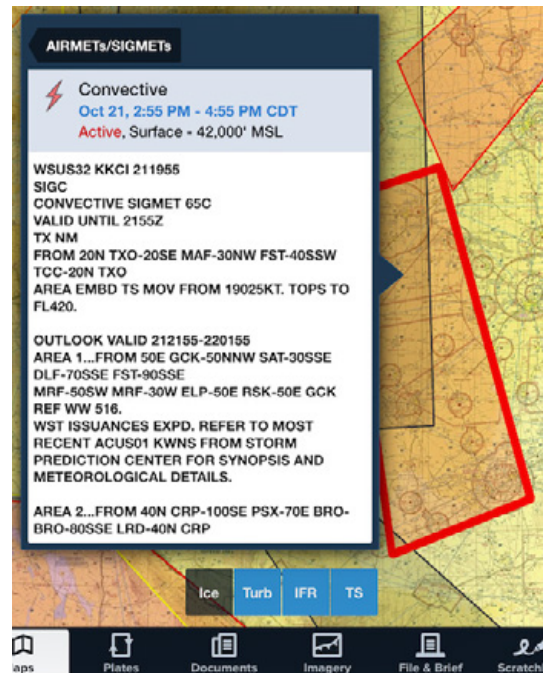 AIRMETs/SIGMETs
Convective
Oct 21, 2:55 PM - 4:55 PM CDT
Active, Surface - 42,000' MSL
WSUS32 KKCI 211955
SIGC
CONVECTIVE SIGMET 65C
VALID UNTIL 2155Z
TX NM
FROM 20N TXO-20SE MAF-30NW FST-40SSW
TCC-20N TXO
AREA EMBD TS MOV FROM 19025KT. TOPS TO
FL420.
OUTLOOK VALID 212155-220155
AREA 1...FROM 50E GCK-50NNW SAT-30SSE
DLF-70SSE FST-90SSE
MRF-50SW MRF-30W ELP-50E RSK-50E GCK
REF WW 516.
WST ISSUANCES EXPD. REFER TO MOST
RECENT ACUS01 KWNS FROM STORM
PREDICTION CENTER FOR SYNOPSIS AND
METEOROLOGICAL DETAILS.
AREA 2...FROM 40N CRP-100SE PSX-70E BRO-
BRO-80SSE LRD-40N CRP
Ice Turb IFR TS
aps Plates Documents Imagery File & Brief Scratch